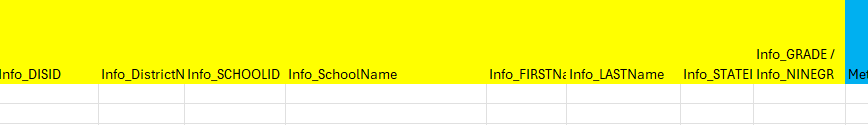 Info_GRADE /
Info_DISID Info_DistrictN Info_SCHOOLID Info_SchoolName Info_FIRSTNa Info_LASTName Info_STATEI Info_NINEGR Met